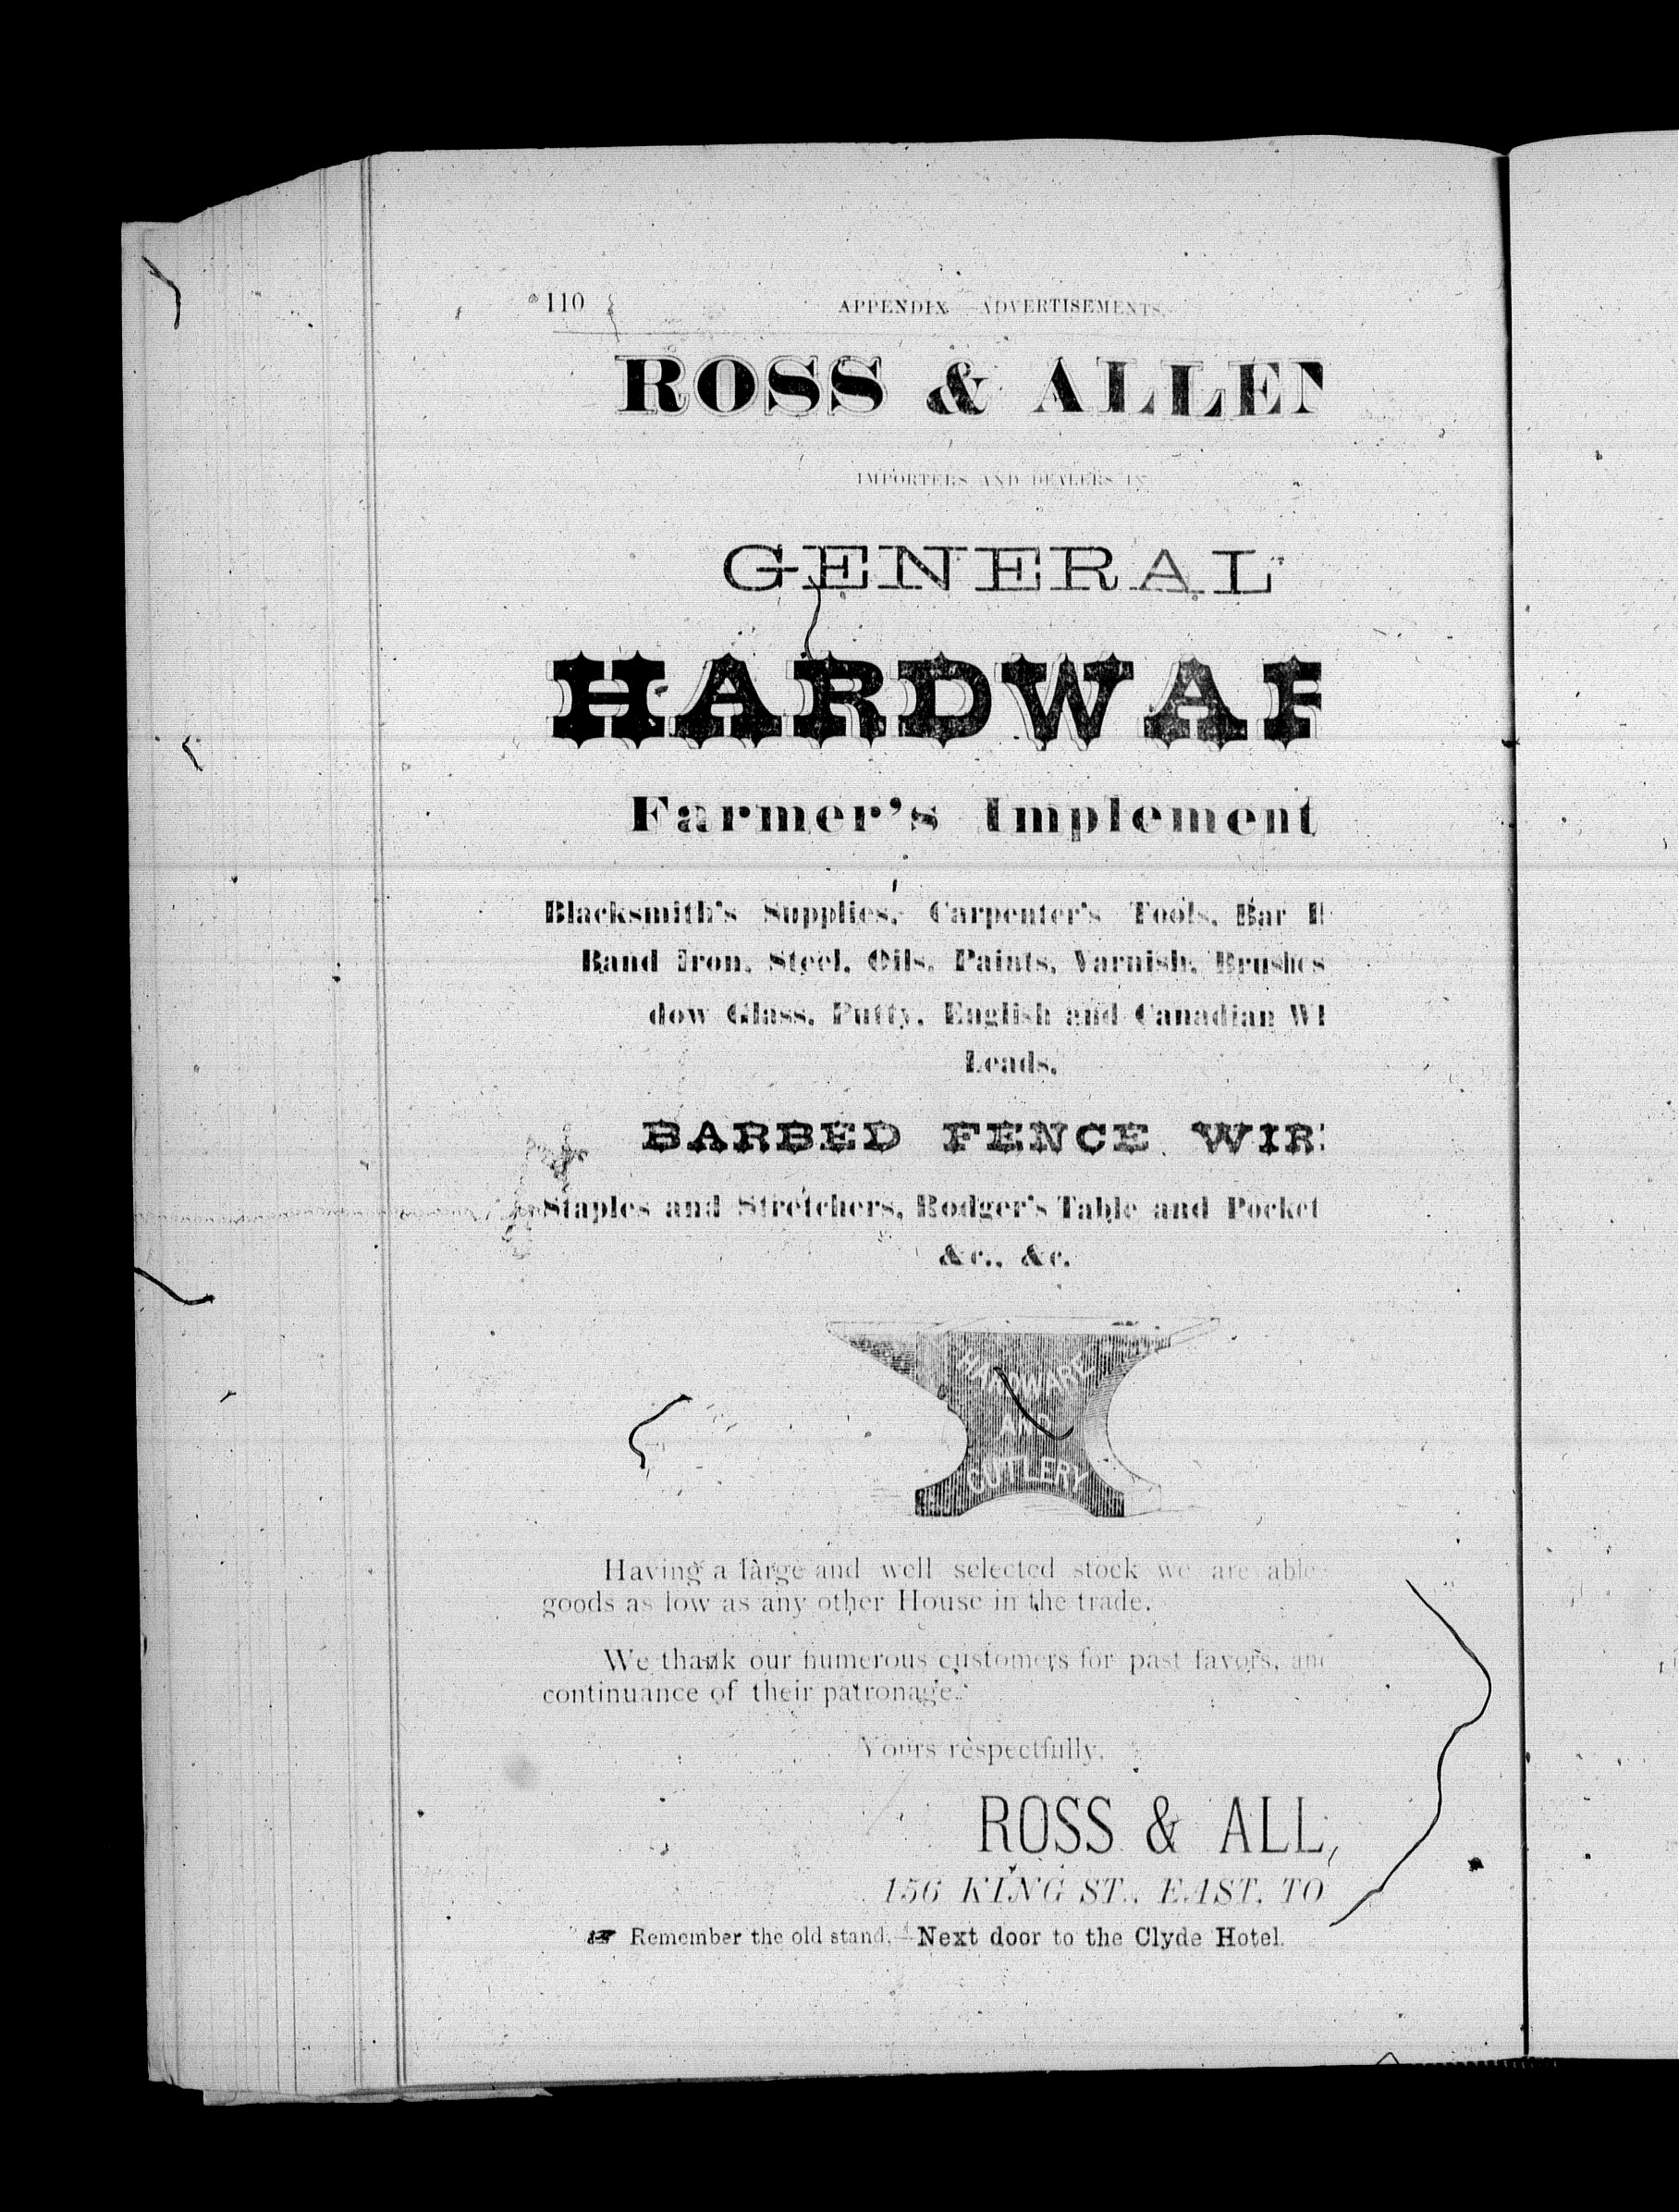 110 APPENDIX—ADVERTISEMENTS.
ROSS & ALLEN
IMPORTERS AND DEALERS IN
GENERAL
HARDWAR
Farmer's Implement
Blacksmith's Supplies, Carpenter's Tools, Bar I
Band Iron, Steel, Oils, Paints, Varnish, Brushes
dow Glass, Putty, English and Canadian Wh
Leads.
BARBED FENCE WIR
Staples and Stretchers, Rodger's Table and Pocket
&c., &c.
HARDWARE
AND
CUTLERY
Having a large and well selected stock we are able
goods as low as any other House in the trade.
We thank our numerous customers for past favors, and
continuance of their patronage.
Yours respectfully,
ROSS & ALL
156 KING ST., EAST, TO
☞ Remember the old stand,—Next door to the Clyde Hotel.